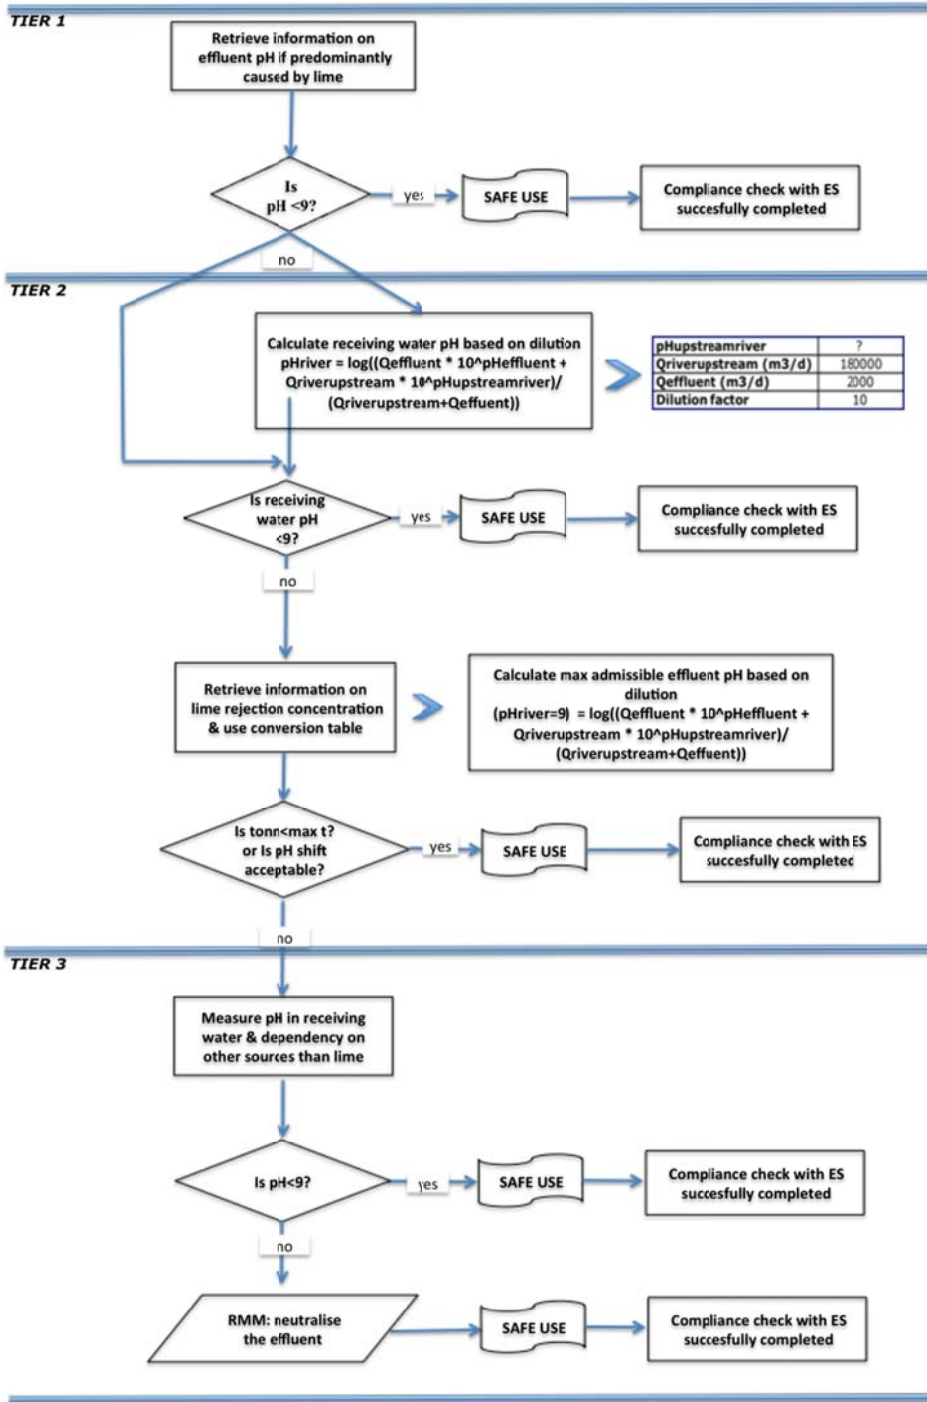 TIER 1
Retrieve information on
effluent pH if predominantly
caused by lime
Is
pH <9?
yes
SAFE USE
Compliance check with ES
succesfully completed
no
TIER 2
Calculate receiving water pH based on dilution
pHriver = log((Qeffluent * 10^pHeffluent +
Qriverupstream * 10^pHupstreamriver)/
(Qriverupstream+Qeffuent))
pHupstreamriver ?
Qriverupstream (m3/d) 180000
Qeffluent (m3/d) 2000
Dilution factor 10
Is receiving
water pH
<9?
yes
SAFE USE
Compliance check with ES
succesfully completed
no
Retrieve information on
lime rejection concentration
& use conversion table
Calculate max admissible effluent pH based on
dilution
(pHriver=9) = log((Qeffluent * 10^pHeffluent +
Qriverupstream * 10^pHupstreamriver)/
(Qriverupstream+Qeffuent))
Is tonn<max t?
or Is pH shift
acceptable?
yes
SAFE USE
Compliance check with ES
succesfully completed
no
TIER 3
Measure pH in receiving
water & dependency on
other sources than lime
Is pH<9?
yes
SAFE USE
Compliance check with ES
succesfully completed
no
RMM: neutralise
the effluent
SAFE USE
Compliance check with ES
succesfully completed